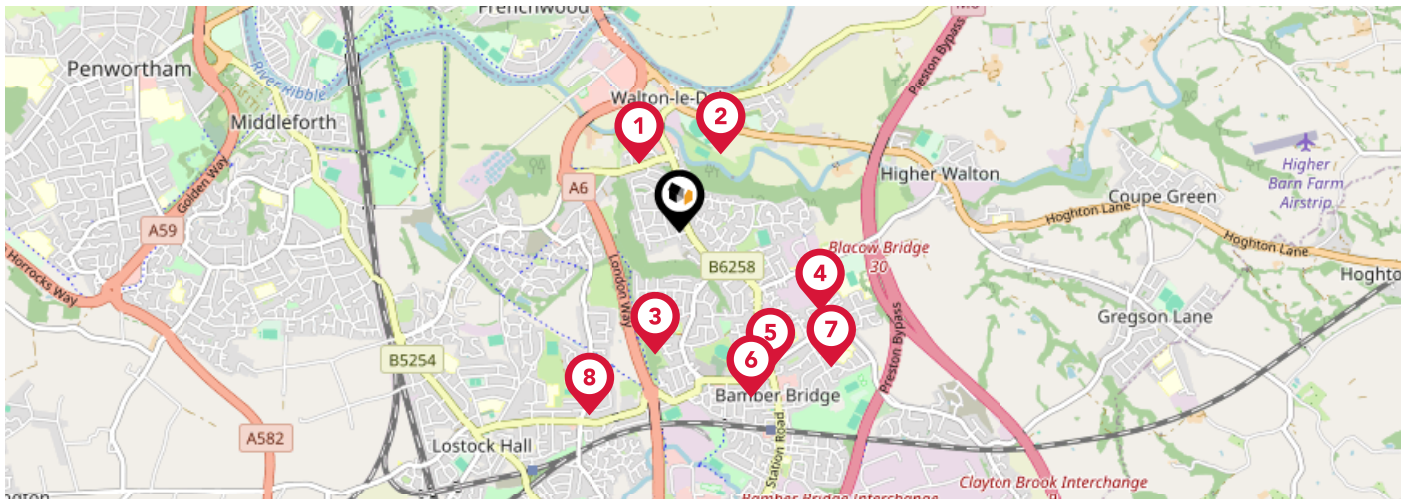 Frenchwood
Penwortham
River Ribble
Walton-le-D
Middleforth
1
2
Preston Bypass
Higher Walton
Higher
Barn Farm
Airstrip
Golden Way
A6
Coupe Green
Hoghton Lane
A59
Hoghton Lane
Horrocks Way
London Way
B6258
Blacow Bridge
30
4
Hoghto
3
5
7
Gregson Lane
B5254
6
8
Preston Bypass
Bamber Bridge
A582
Lostock Hall
Station Road
Clayton Brook Interchange
9
Bamber Bridge Interchange